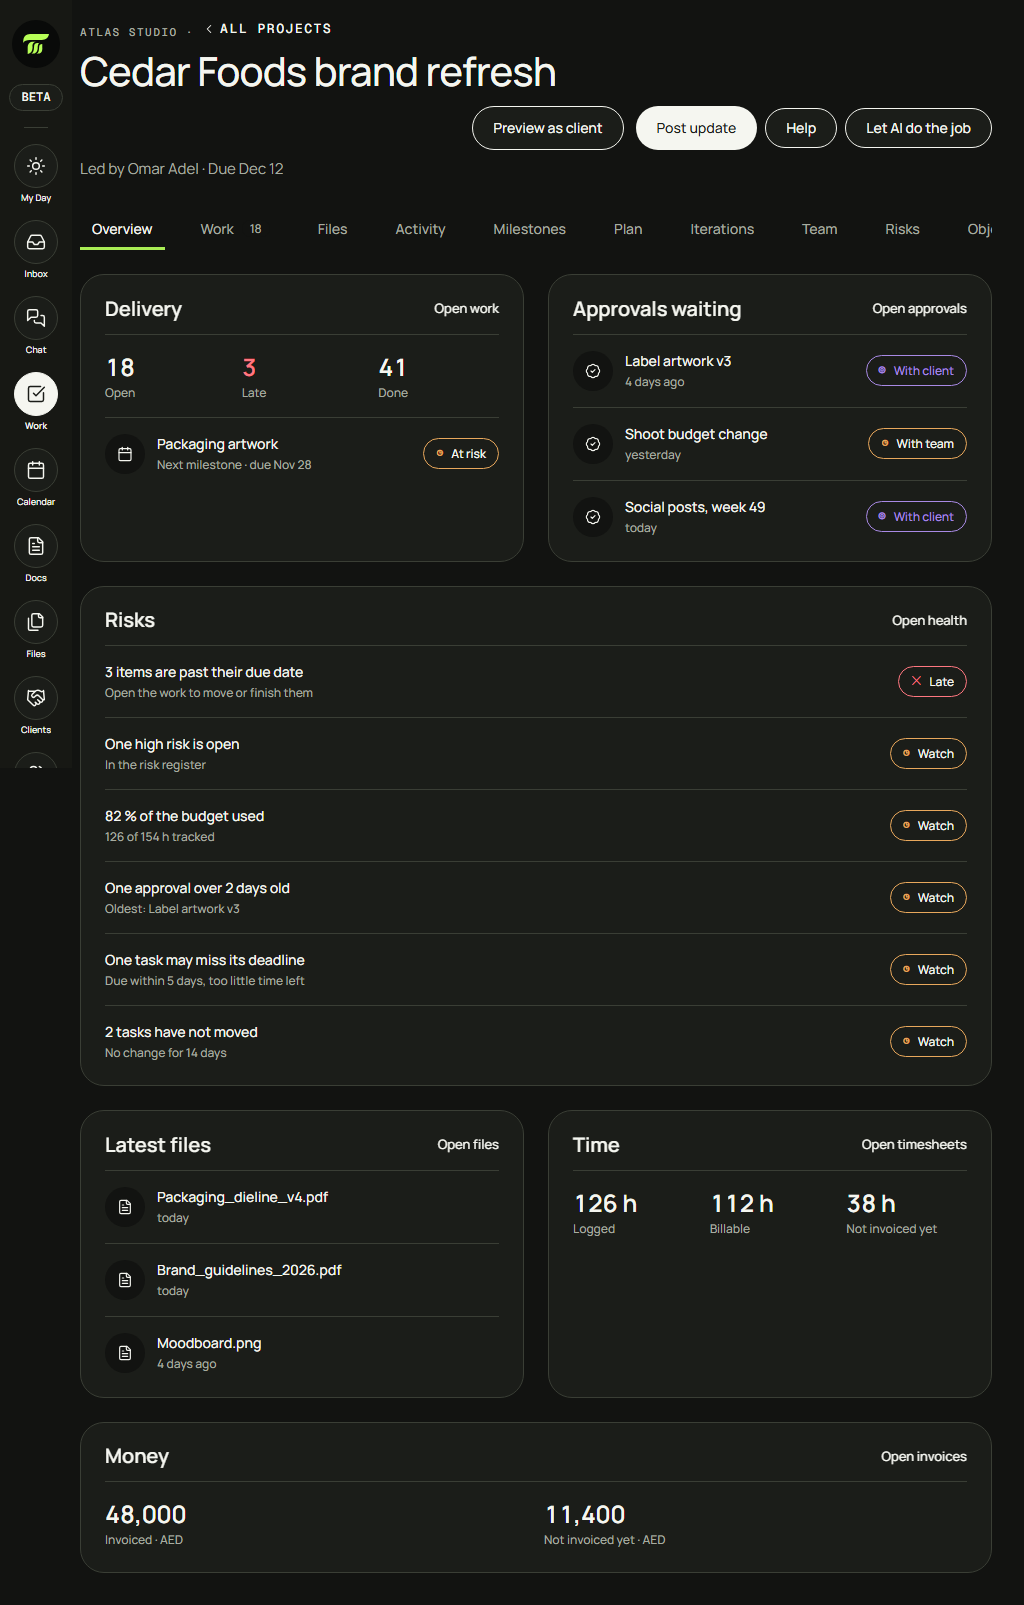 ATLAS STUDIO · ALL PROJECTS
Cedar Foods brand refresh
Preview as client
Post update
Help
Let AI do the job
Led by Omar Adel · Due Dec 12
BETA
My Day
Inbox
Chat
Work
Calendar
Docs
Files
Clients
Overview
Work 18
Files
Activity
Milestones
Plan
Iterations
Team
Risks
Obj
Delivery
Open work
18
Open
3
Late
41
Done
Packaging artwork
Next milestone · due Nov 28
At risk
Approvals waiting
Open approvals
Label artwork v3
4 days ago
With client
Shoot budget change
yesterday
With team
Social posts, week 49
today
With client
Risks
Open health
3 items are past their due date
Open the work to move or finish them
Late
One high risk is open
In the risk register
Watch
82 % of the budget used
126 of 154 h tracked
Watch
One approval over 2 days old
Oldest: Label artwork v3
Watch
One task may miss its deadline
Due within 5 days, too little time left
Watch
2 tasks have not moved
No change for 14 days
Watch
Latest files
Open files
Packaging_dieline_v4.pdf
today
Brand_guidelines_2026.pdf
today
Moodboard.png
4 days ago
Time
Open timesheets
126 h
Logged
112 h
Billable
38 h
Not invoiced yet
Money
Open invoices
48,000
Invoiced · AED
11,400
Not invoiced yet · AED